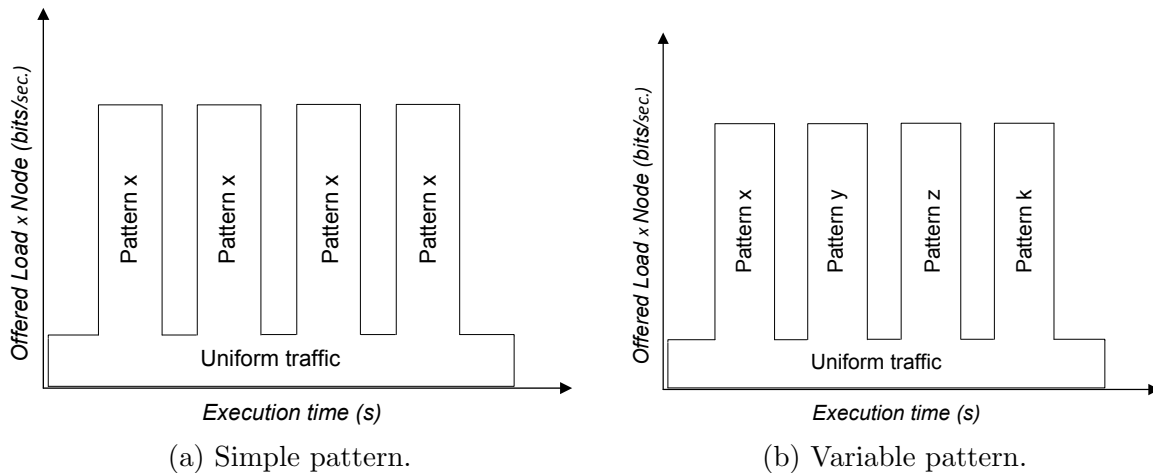 Offered Load x Node (bits/sec.)
Pattern x
Pattern x
Pattern x
Pattern x
Uniform traffic
Execution time (s)
(a) Simple pattern.
Offered Load x Node (bits/sec.)
Pattern x
Pattern y
Pattern z
Pattern k
Uniform traffic
Execution time (s)
(b) Variable pattern.